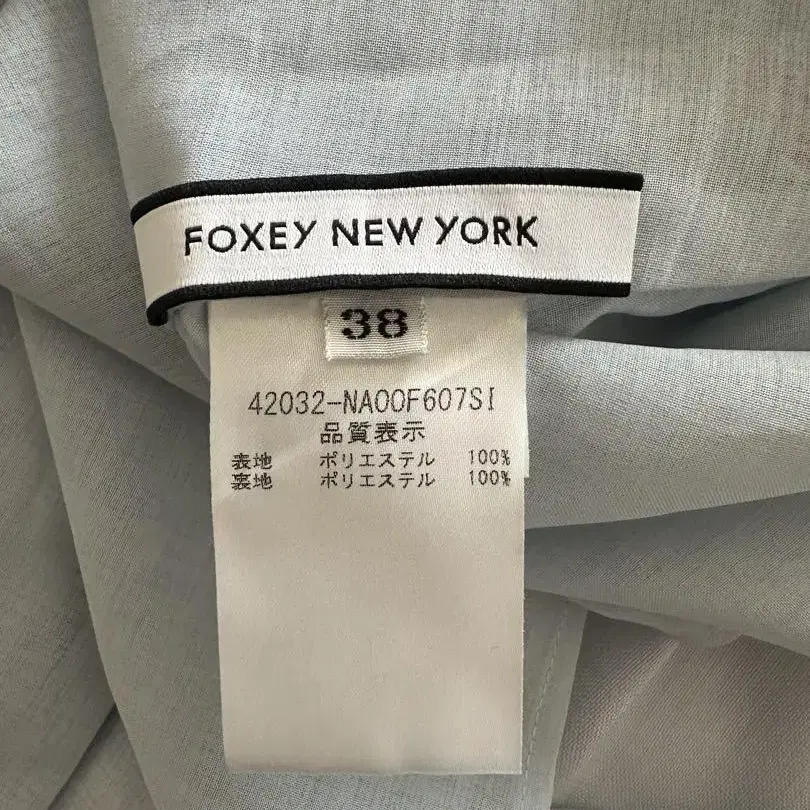 FOXEY NEW YORK
38
42032-NA00F607SI
品質表示
表地 ポリエステル 100%
裏地 ポリエステル 100%